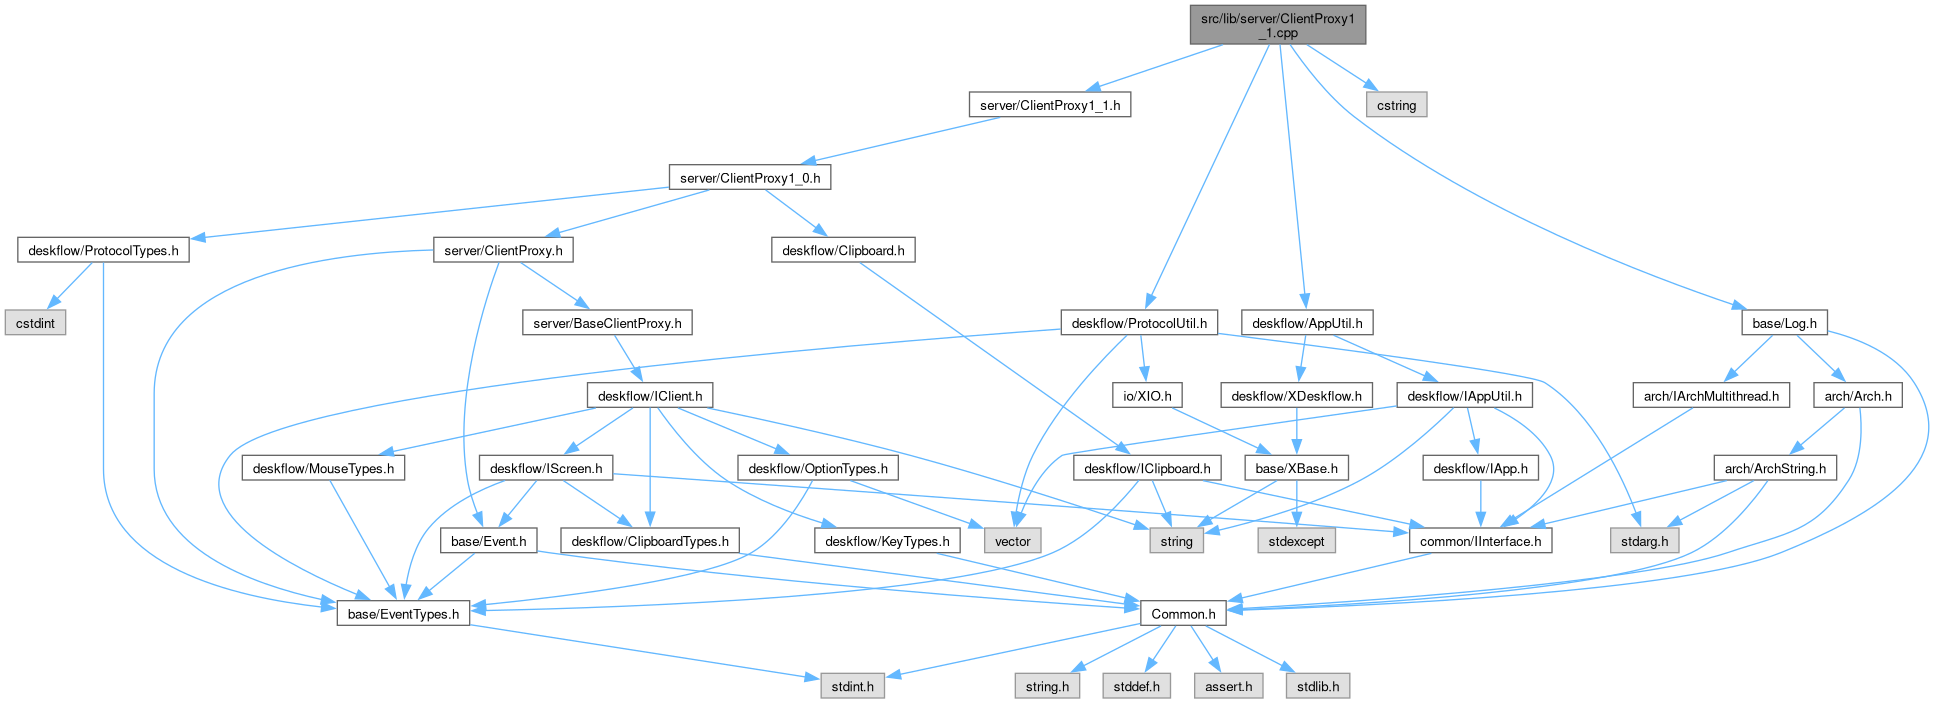 src/lib/server/ClientProxy1
_1.cpp
server/ClientProxy1_1.h
cstring
server/ClientProxy1_0.h
deskflow/ProtocolTypes.h
server/ClientProxy.h
deskflow/Clipboard.h
cstdint
server/BaseClientProxy.h
deskflow/ProtocolUtil.h
deskflow/AppUtil.h
base/Log.h
deskflow/IClient.h
io/XIO.h
deskflow/XDeskflow.h
deskflow/IAppUtil.h
arch/IArchMultithread.h
arch/Arch.h
deskflow/MouseTypes.h
deskflow/IScreen.h
deskflow/OptionTypes.h
deskflow/IClipboard.h
base/XBase.h
deskflow/IApp.h
arch/ArchString.h
base/Event.h
deskflow/ClipboardTypes.h
deskflow/KeyTypes.h
vector
string
stdexcept
common/IInterface.h
stdarg.h
base/EventTypes.h
Common.h
stdint.h
string.h
stddef.h
assert.h
stdlib.h